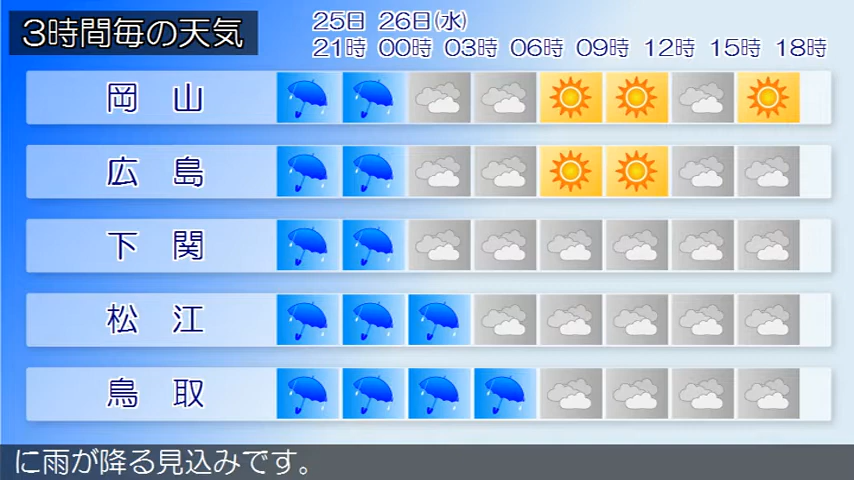 3時間毎の天気
25日 26日(水)
21時 00時 03時 06時 09時 12時 15時 18時
岡 山
広 島
下 関
松 江
鳥 取
に雨が降る見込みです。